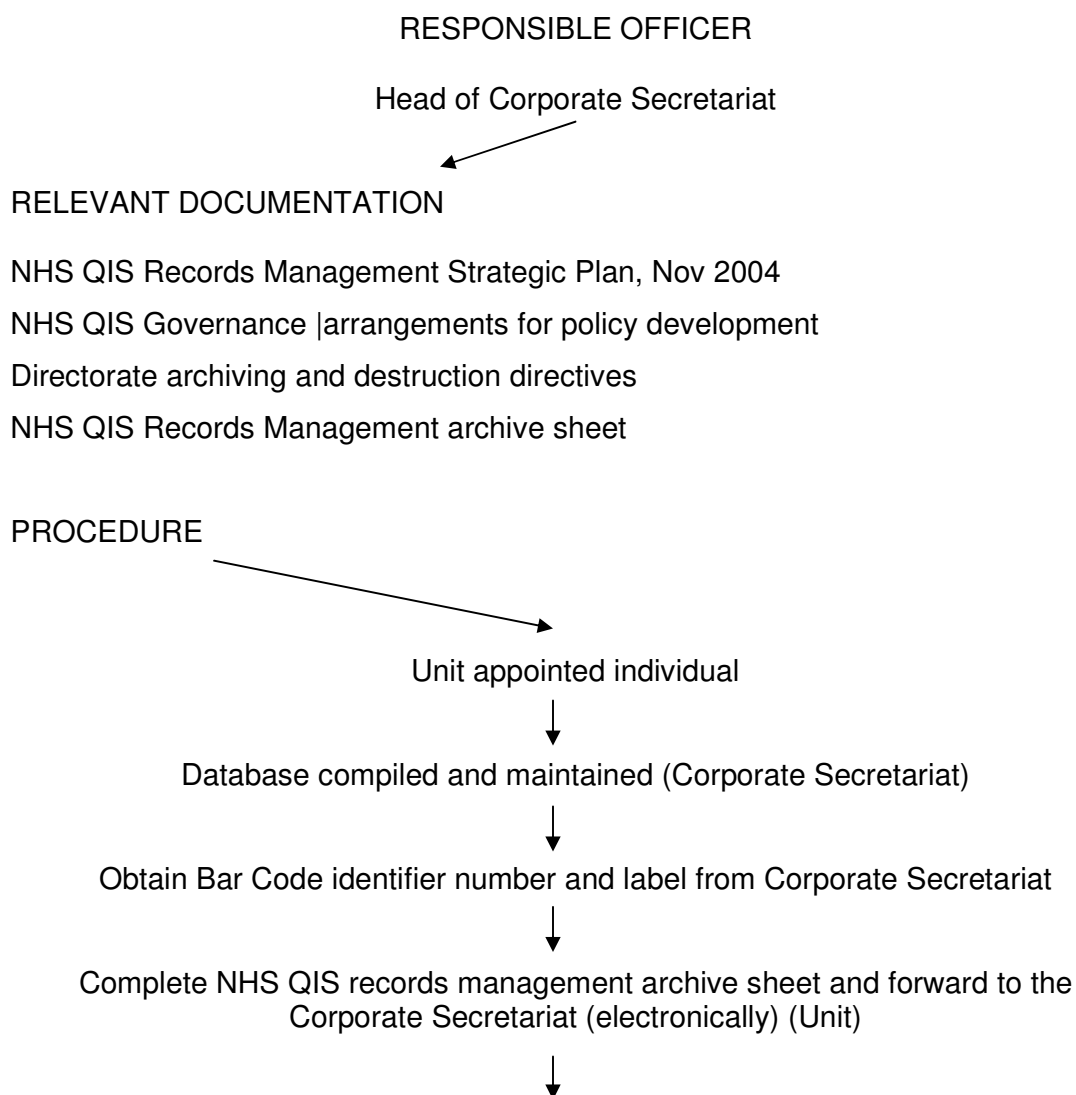 RESPONSIBLE OFFICER
Head of Corporate Secretariat
RELEVANT DOCUMENTATION
NHS QIS Records Management Strategic Plan, Nov 2004
NHS QIS Governance |arrangements for policy development
Directorate archiving and destruction directives
NHS QIS Records Management archive sheet
PROCEDURE
Unit appointed individual
Database compiled and maintained (Corporate Secretariat)
Obtain Bar Code identifier number and label from Corporate Secretariat
Complete NHS QIS records management archive sheet and forward to the
Corporate Secretariat (electronically) (Unit)